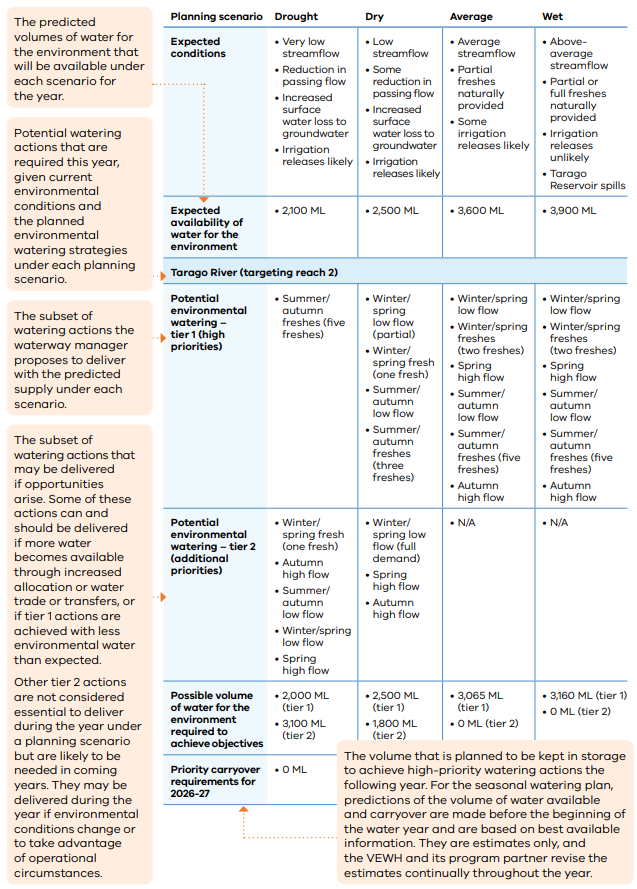 The predicted
volumes of water for
the environment that
will be available under
each scenario for
the year.
Potential watering
actions that are
required this year,
given current
environmental
conditions and
the planned
environmental
watering strategies
under each planning
scenario.
The subset of
watering actions the
waterway manager
proposes to deliver
with the predicted
supply under each
scenario.
The subset of
watering actions that
may be delivered
if opportunities
arise. Some of these
actions can and
should be delivered
if more water
becomes available
through increased
allocation or water
trade or transfers, or
if tier 1 actions are
achieved with less
environmental water
than expected.
Other tier 2 actions
are not considered
essential to deliver
during the year under
a planning scenario
but are likely to be
needed in coming
years. They may be
delivered during the
year if environmental
conditions change or
to take advantage
of operational
circumstances.
Planning scenario
Drought
Dry
Average
Wet
Expected
conditions
• Very low
streamflow
• Reduction in
passing flow
• Increased
surface
water loss to
groundwater
• Irrigation
releases likely
• Low
streamflow
• Some
reduction in
passing flow
• Increased
surface
water loss to
groundwater
• Irrigation
releases likely
• Average
streamflow
• Partial
freshes
naturally
provided
• Some
irrigation
releases likely
• Above-
average
streamflow
• Partial or
full freshes
naturally
provided
• Irrigation
releases
unlikely
• Tarago
Reservoir spills
Expected
availability of
water for the
environment
• 2,100 ML
• 2,500 ML
• 3,600 ML
• 3,900 ML
Tarago River (targeting reach 2)
Potential
environmental
watering –
tier 1 (high
priorities)
• Summer/
autumn
freshes (five
freshes)
• Winter/
spring
low flow
(partial)
• Winter/
spring fresh
(one fresh)
• Summer/
autumn
low flow
• Summer/
autumn
freshes
(three
freshes)
• Winter/spring
low flow
• Winter/spring
freshes
(two freshes)
• Spring
high flow
• Summer/
autumn
low flow
• Summer/
autumn
freshes (five
freshes)
• Autumn
high flow
• Winter/spring
low flow
• Winter/spring
freshes
(two freshes)
• Spring
high flow
• Summer/
autumn
low flow
• Summer/
autumn
freshes (five
freshes)
• Autumn
high flow
Potential
environmental
watering – tier 2
(additional
priorities)
• Winter/
spring fresh
(one fresh)
• Autumn
high flow
• Summer/
autumn
low flow
• Winter/spring
low flow
• Spring
high flow
• Winter/
spring low
flow (full
demand)
• Spring
high flow
• Autumn
high flow
• N/A
• N/A
Possible volume
of water for the
environment
required to
achieve objectives
• 2,000 ML
(tier 1)
• 3,100 ML
(tier 2)
• 2,500 ML
(tier 1)
• 1,800 ML
(tier 2)
• 3,065 ML
(tier 1)
• 0 ML (tier 2)
• 3,160 ML (tier 1)
• 0 ML (tier 2)
Priority carryover
requirements for
2026-27
• 0 ML
The volume that is planned to be kept in storage
to achieve high-priority watering actions the
following year. For the seasonal watering plan,
predictions of the volume of water available
and carryover are made before the beginning of
the water year and are based on best available
information. They are estimates only, and
the VEWH and its program partner revise the
estimates continually throughout the year.